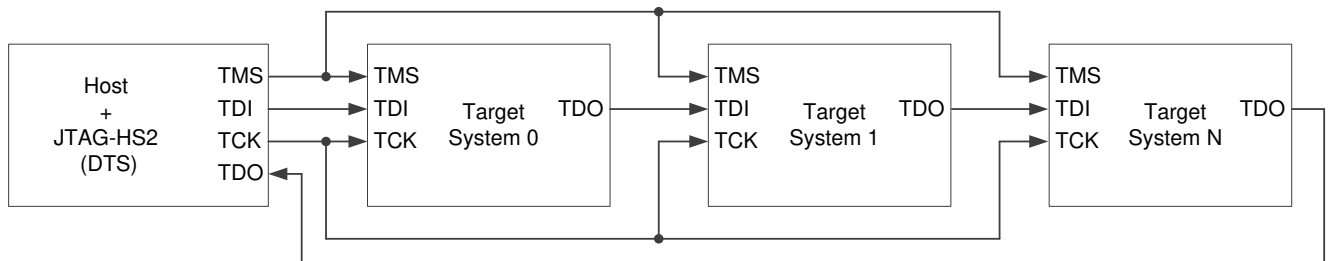 Host
+
JTAG-HS2
(DTS)
TMS
TDI
TCK
TDO
TMS
TDI
TCK
Target
System 0
TDO
TMS
TDI
TCK
Target
System 1
TDO
TMS
TDI
TCK
Target
System N
TDO